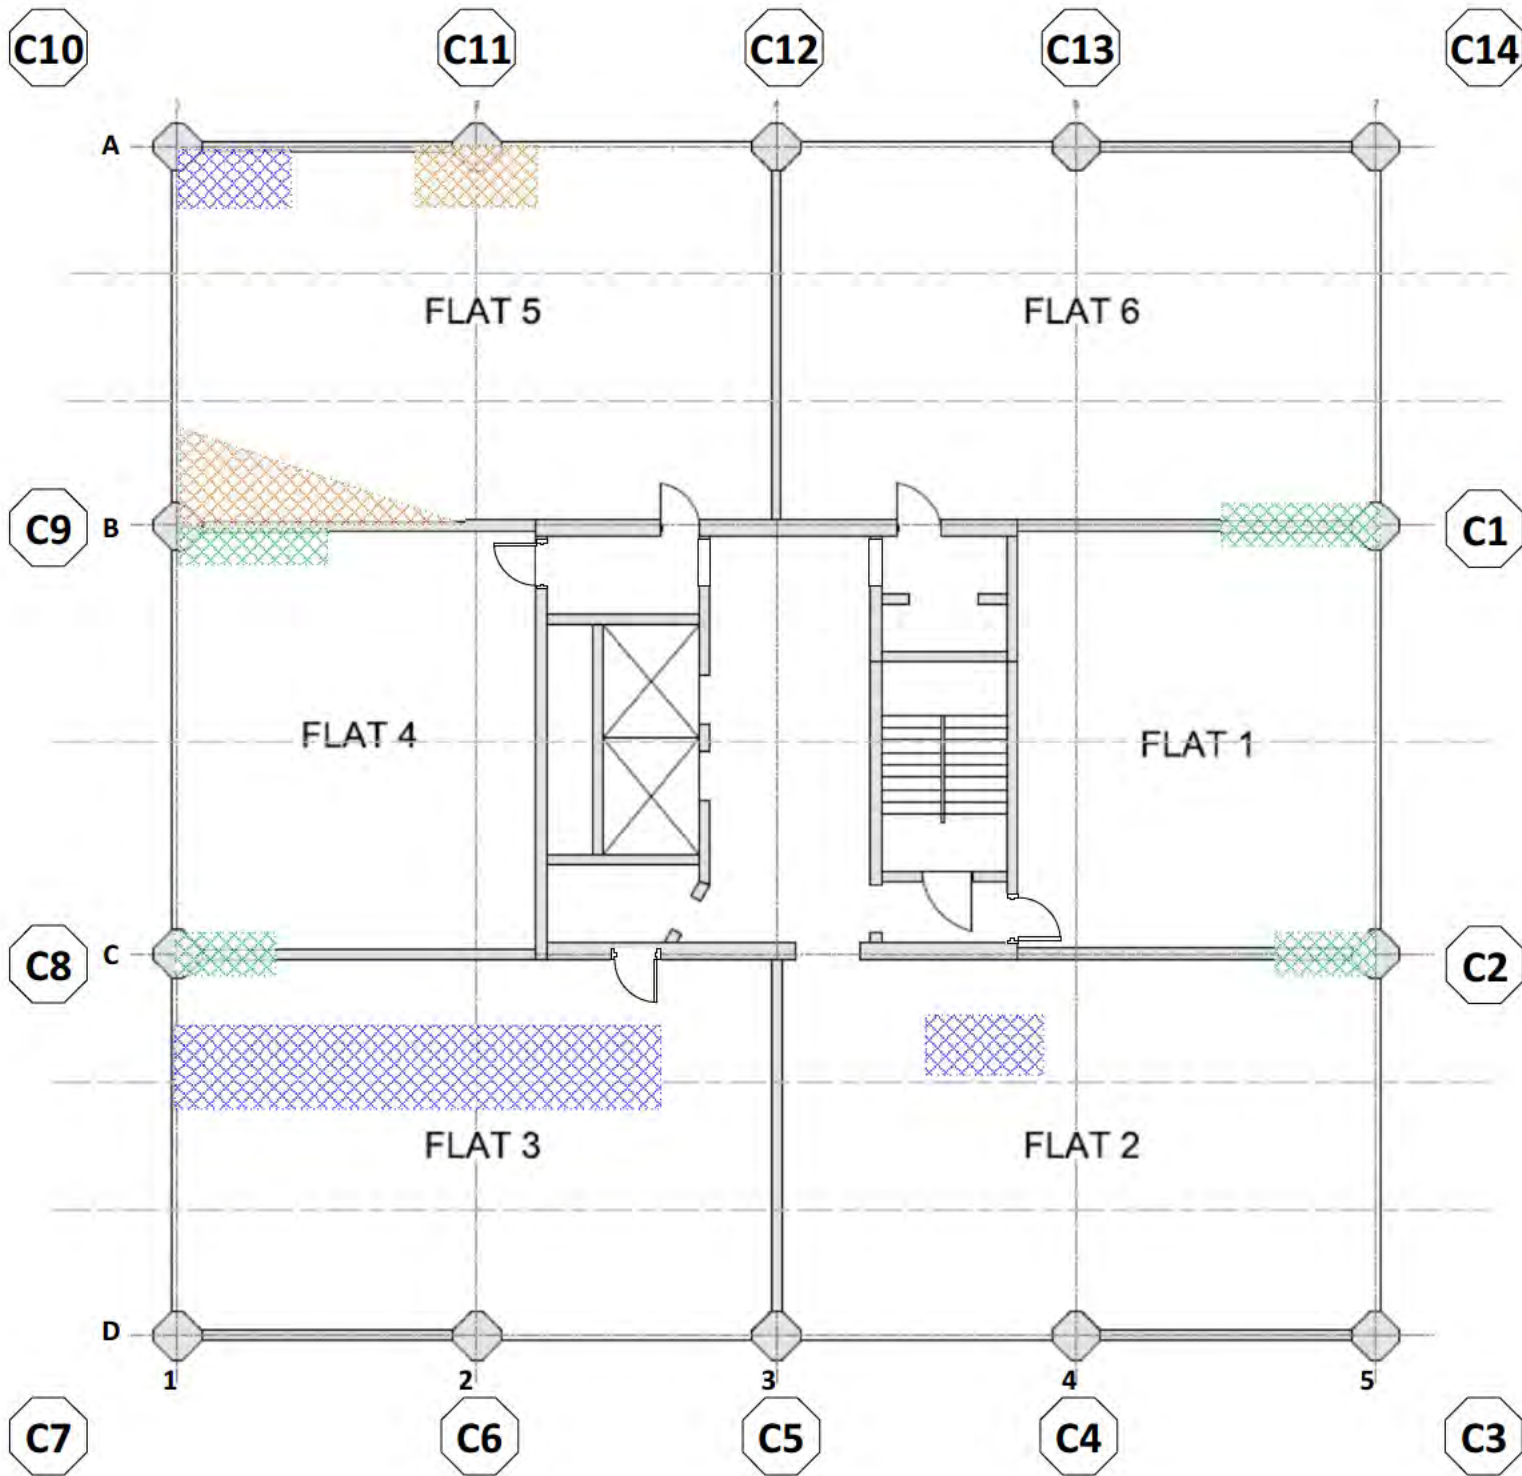 C10 C11 C12 C13 C14
A
FLAT 5 FLAT 6
C9 B C1
FLAT 4 FLAT 1
C8 C C2
FLAT 3 FLAT 2
D
1 2 3 4 5
C7 C6 C5 C4 C3